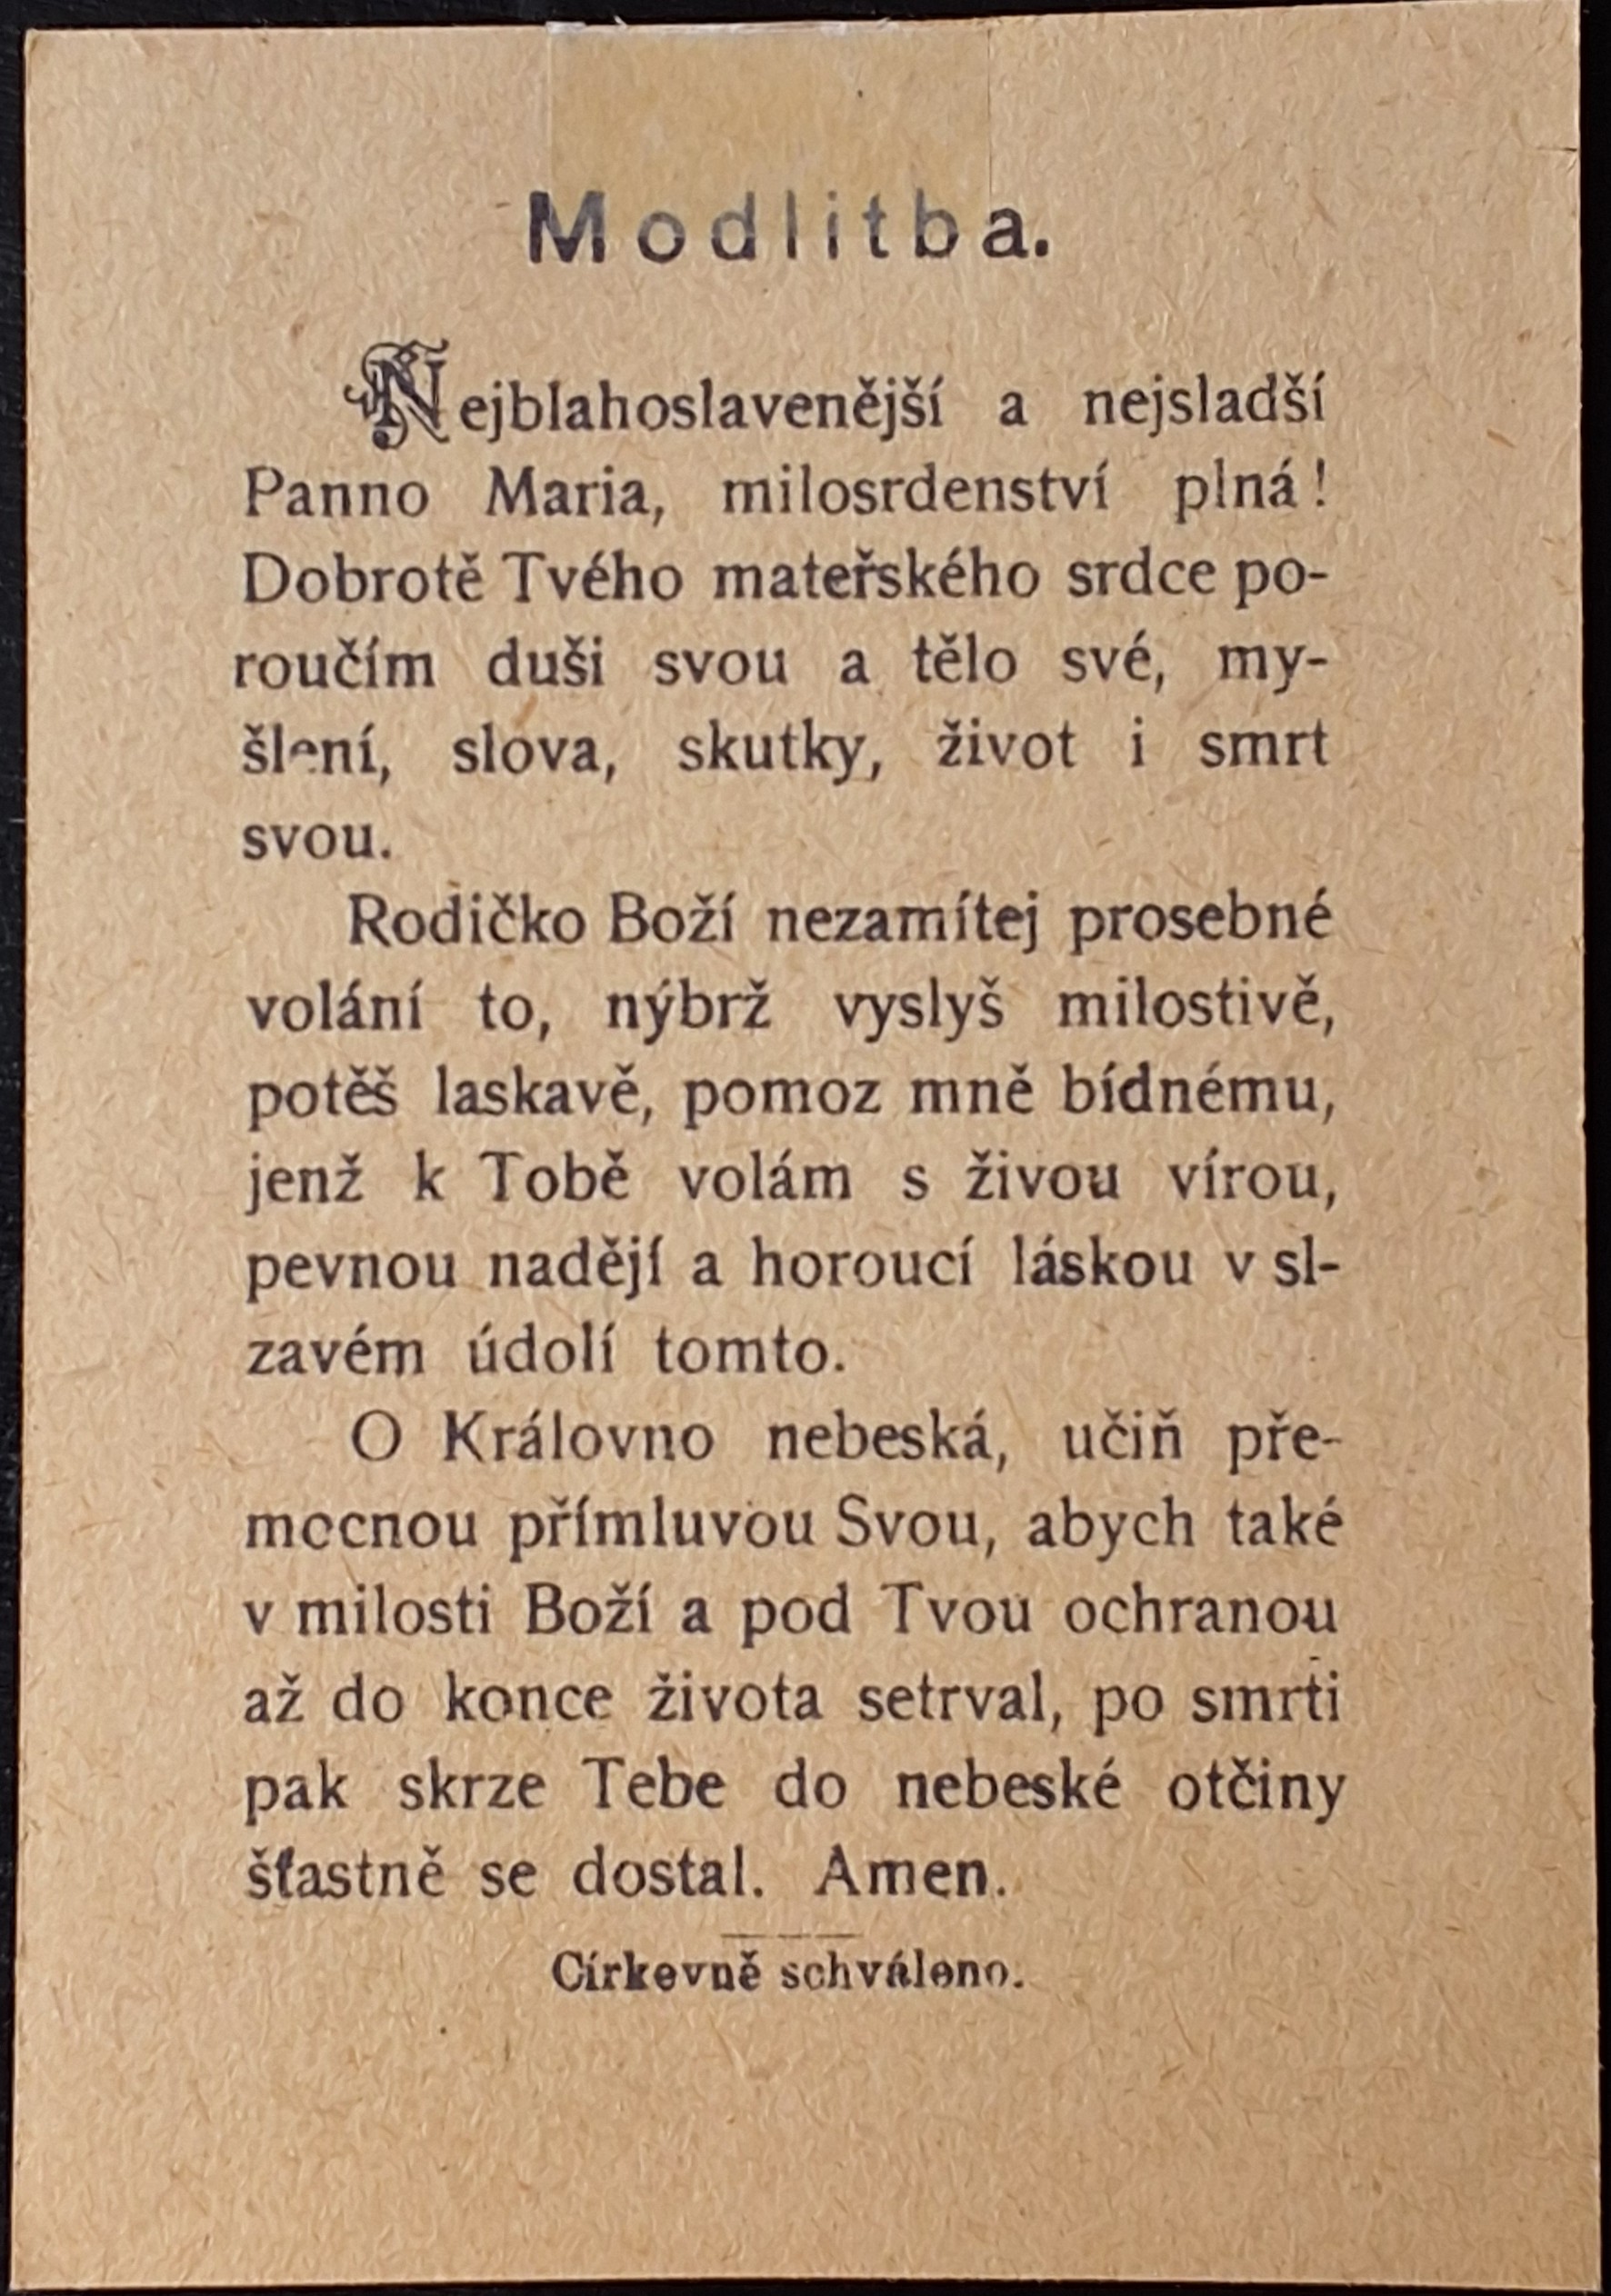 Modlitba.
Nejblahoslavenější a nejsladší
Panno Maria, milosrdenství plná!
Dobrotě Tvého mateřského srdce po-
roučím duši svou a tělo své, my-
šlení, slova, skutky, život i smrt
svou.
Rodičko Boží nezamítej prosebné
volání to, nýbrž vyslyš milostivě,
potěš laskavě, pomoz mně bídnému,
jenž k Tobě volám s živou vírou,
pevnou nadějí a horoucí láskou v sl-
zavém údolí tomto.
O Královno nebeská, učiň pře-
mocnou přímluvou Svou, abych také
v milosti Boží a pod Tvou ochranou
až do konce života setrval, po smrti
pak skrze Tebe do nebeské otčiny
šťastně se dostal. Amen.
Církevně schváleno.